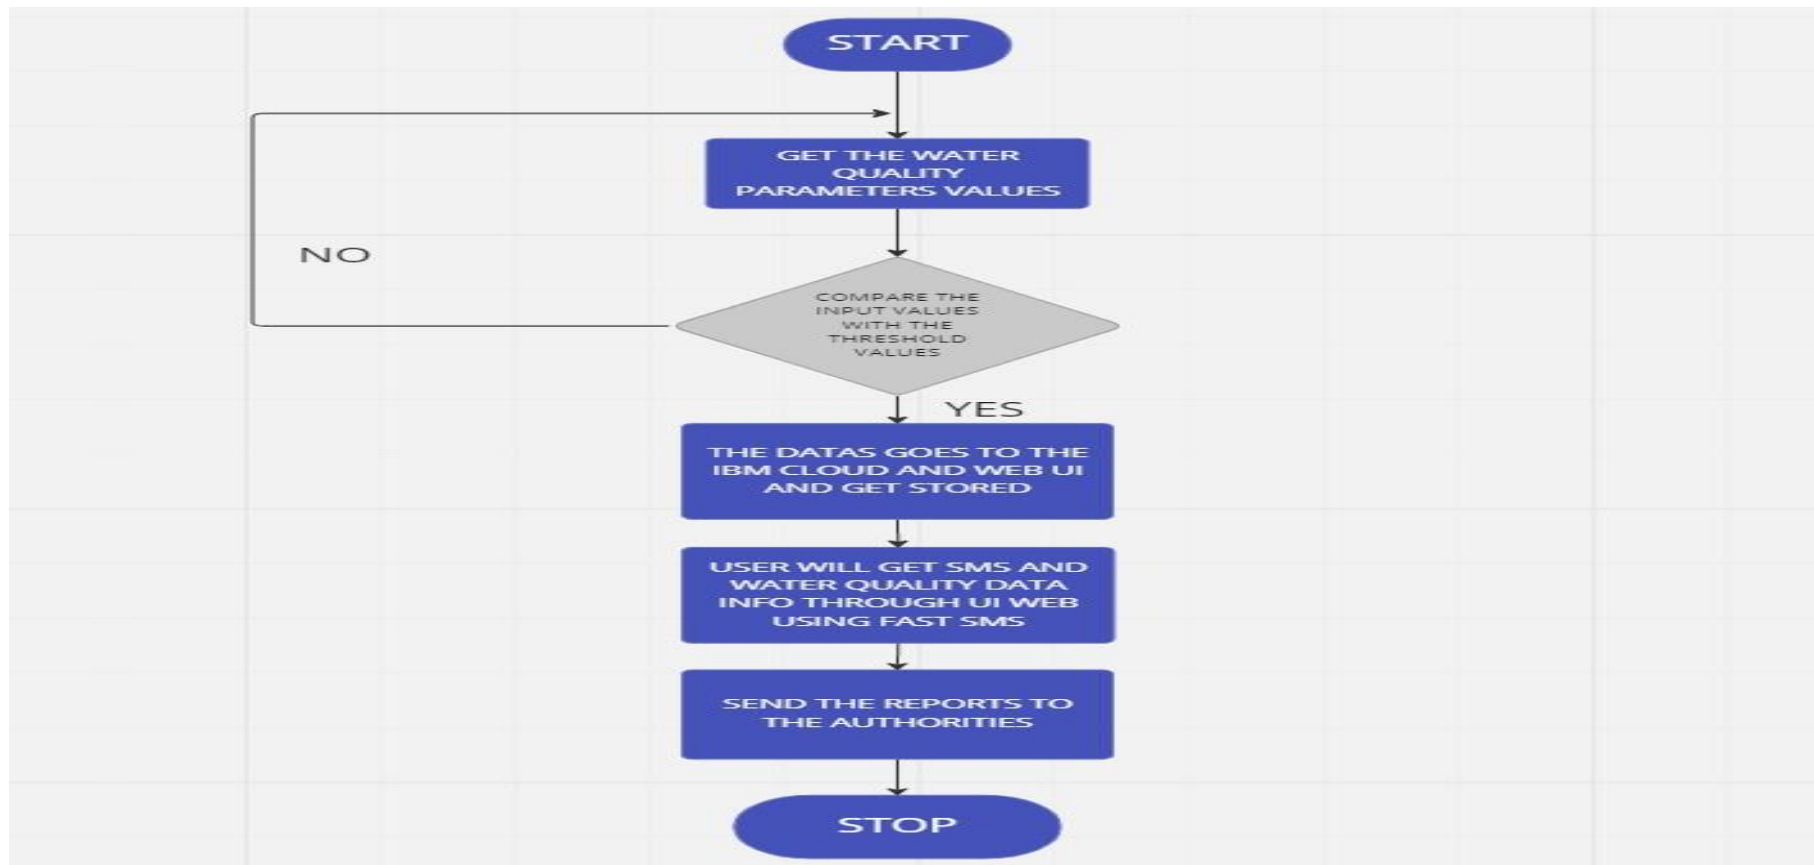 START
GET THE WATER
QUALITY
PARAMETERS VALUES
NO
COMPARE THE
INPUT VALUES
WITH THE
THRESHOLD
VALUES
YES
THE DATAS GOES TO THE
IBM CLOUD AND WEB UI
AND GET STORED
USER WILL GET SMS AND
WATER QUALITY DATA
INFO THROUGH UI WEB
USING FAST SMS
SEND THE REPORTS TO
THE AUTHORITIES
STOP